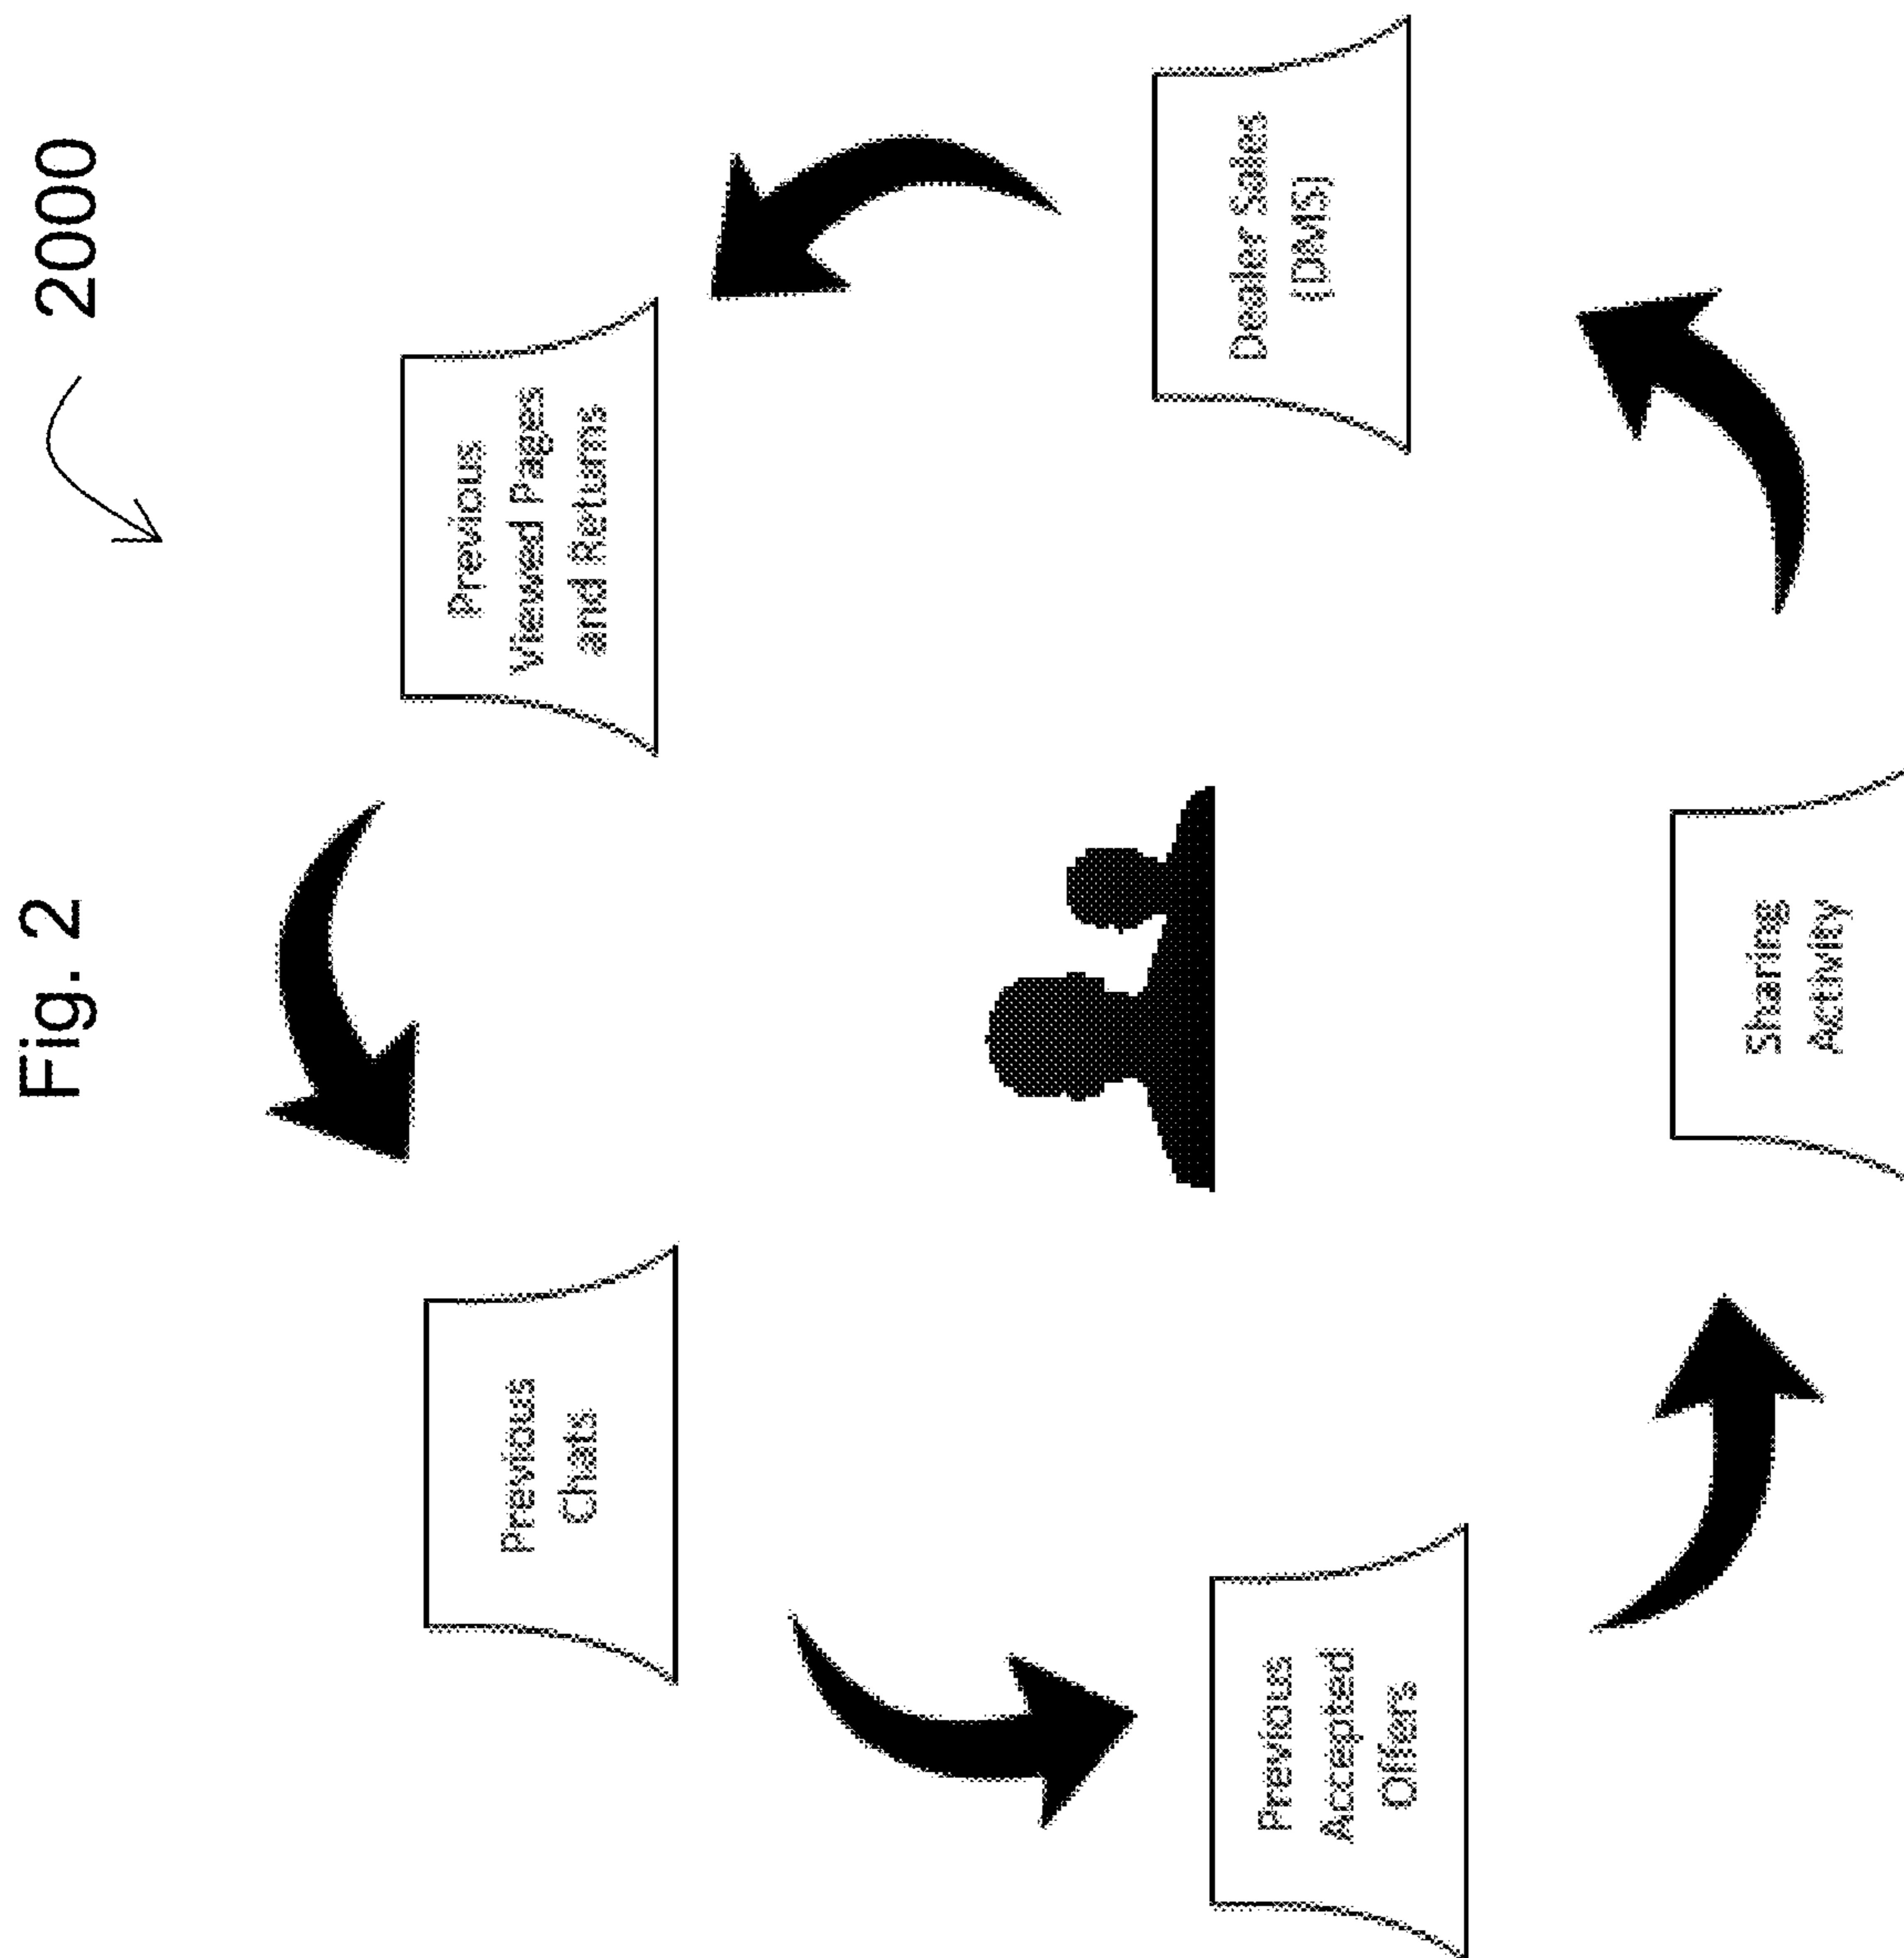 Fig. 2
2000
Previous
Viewed Pages
and Returns
Previous
Chats
Previous
Accepted
Offers
Sharing
Activity
Dealer Sales
(DMS)